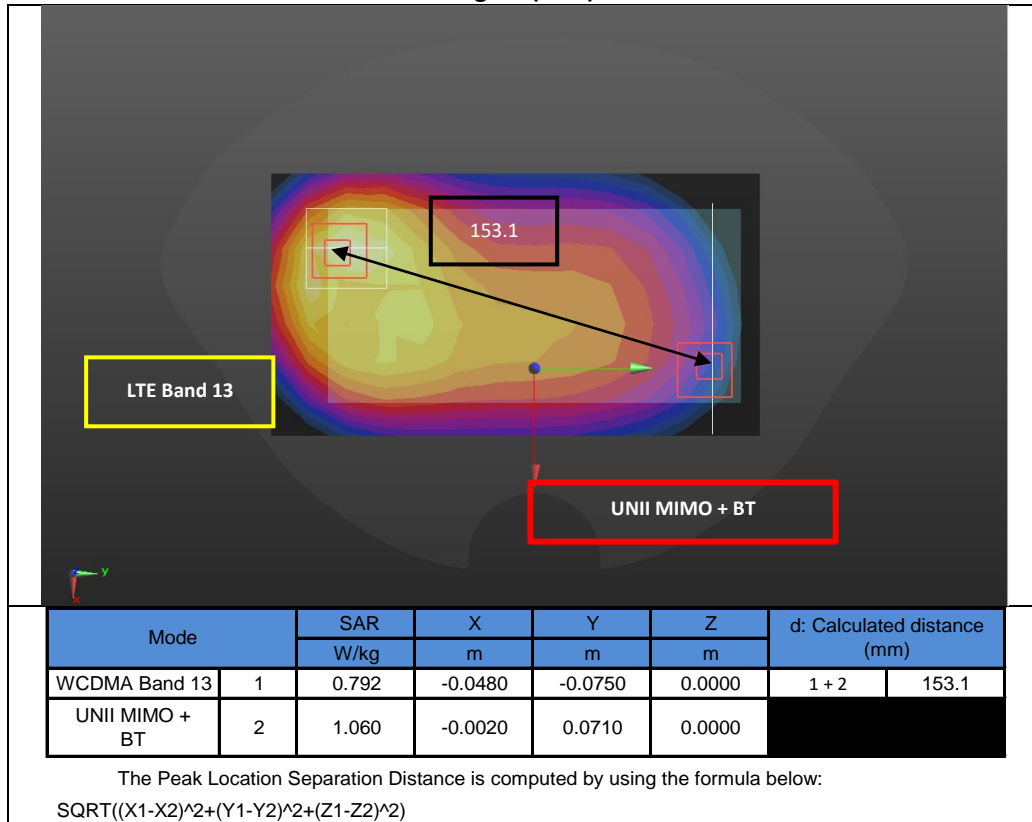 153.1
LTE Band 13
UNII MIMO + BT
y
x
Mode SAR X Y Z d: Calculated distance (mm)
W/kg m m m
WCDMA Band 13 1 0.792 -0.0480 -0.0750 0.0000 1 + 2 153.1
UNII MIMO + BT 2 1.060 -0.0020 0.0710 0.0000
The Peak Location Separation Distance is computed by using the formula below:
SQRT((X1-X2)^2+(Y1-Y2)^2+(Z1-Z2)^2)